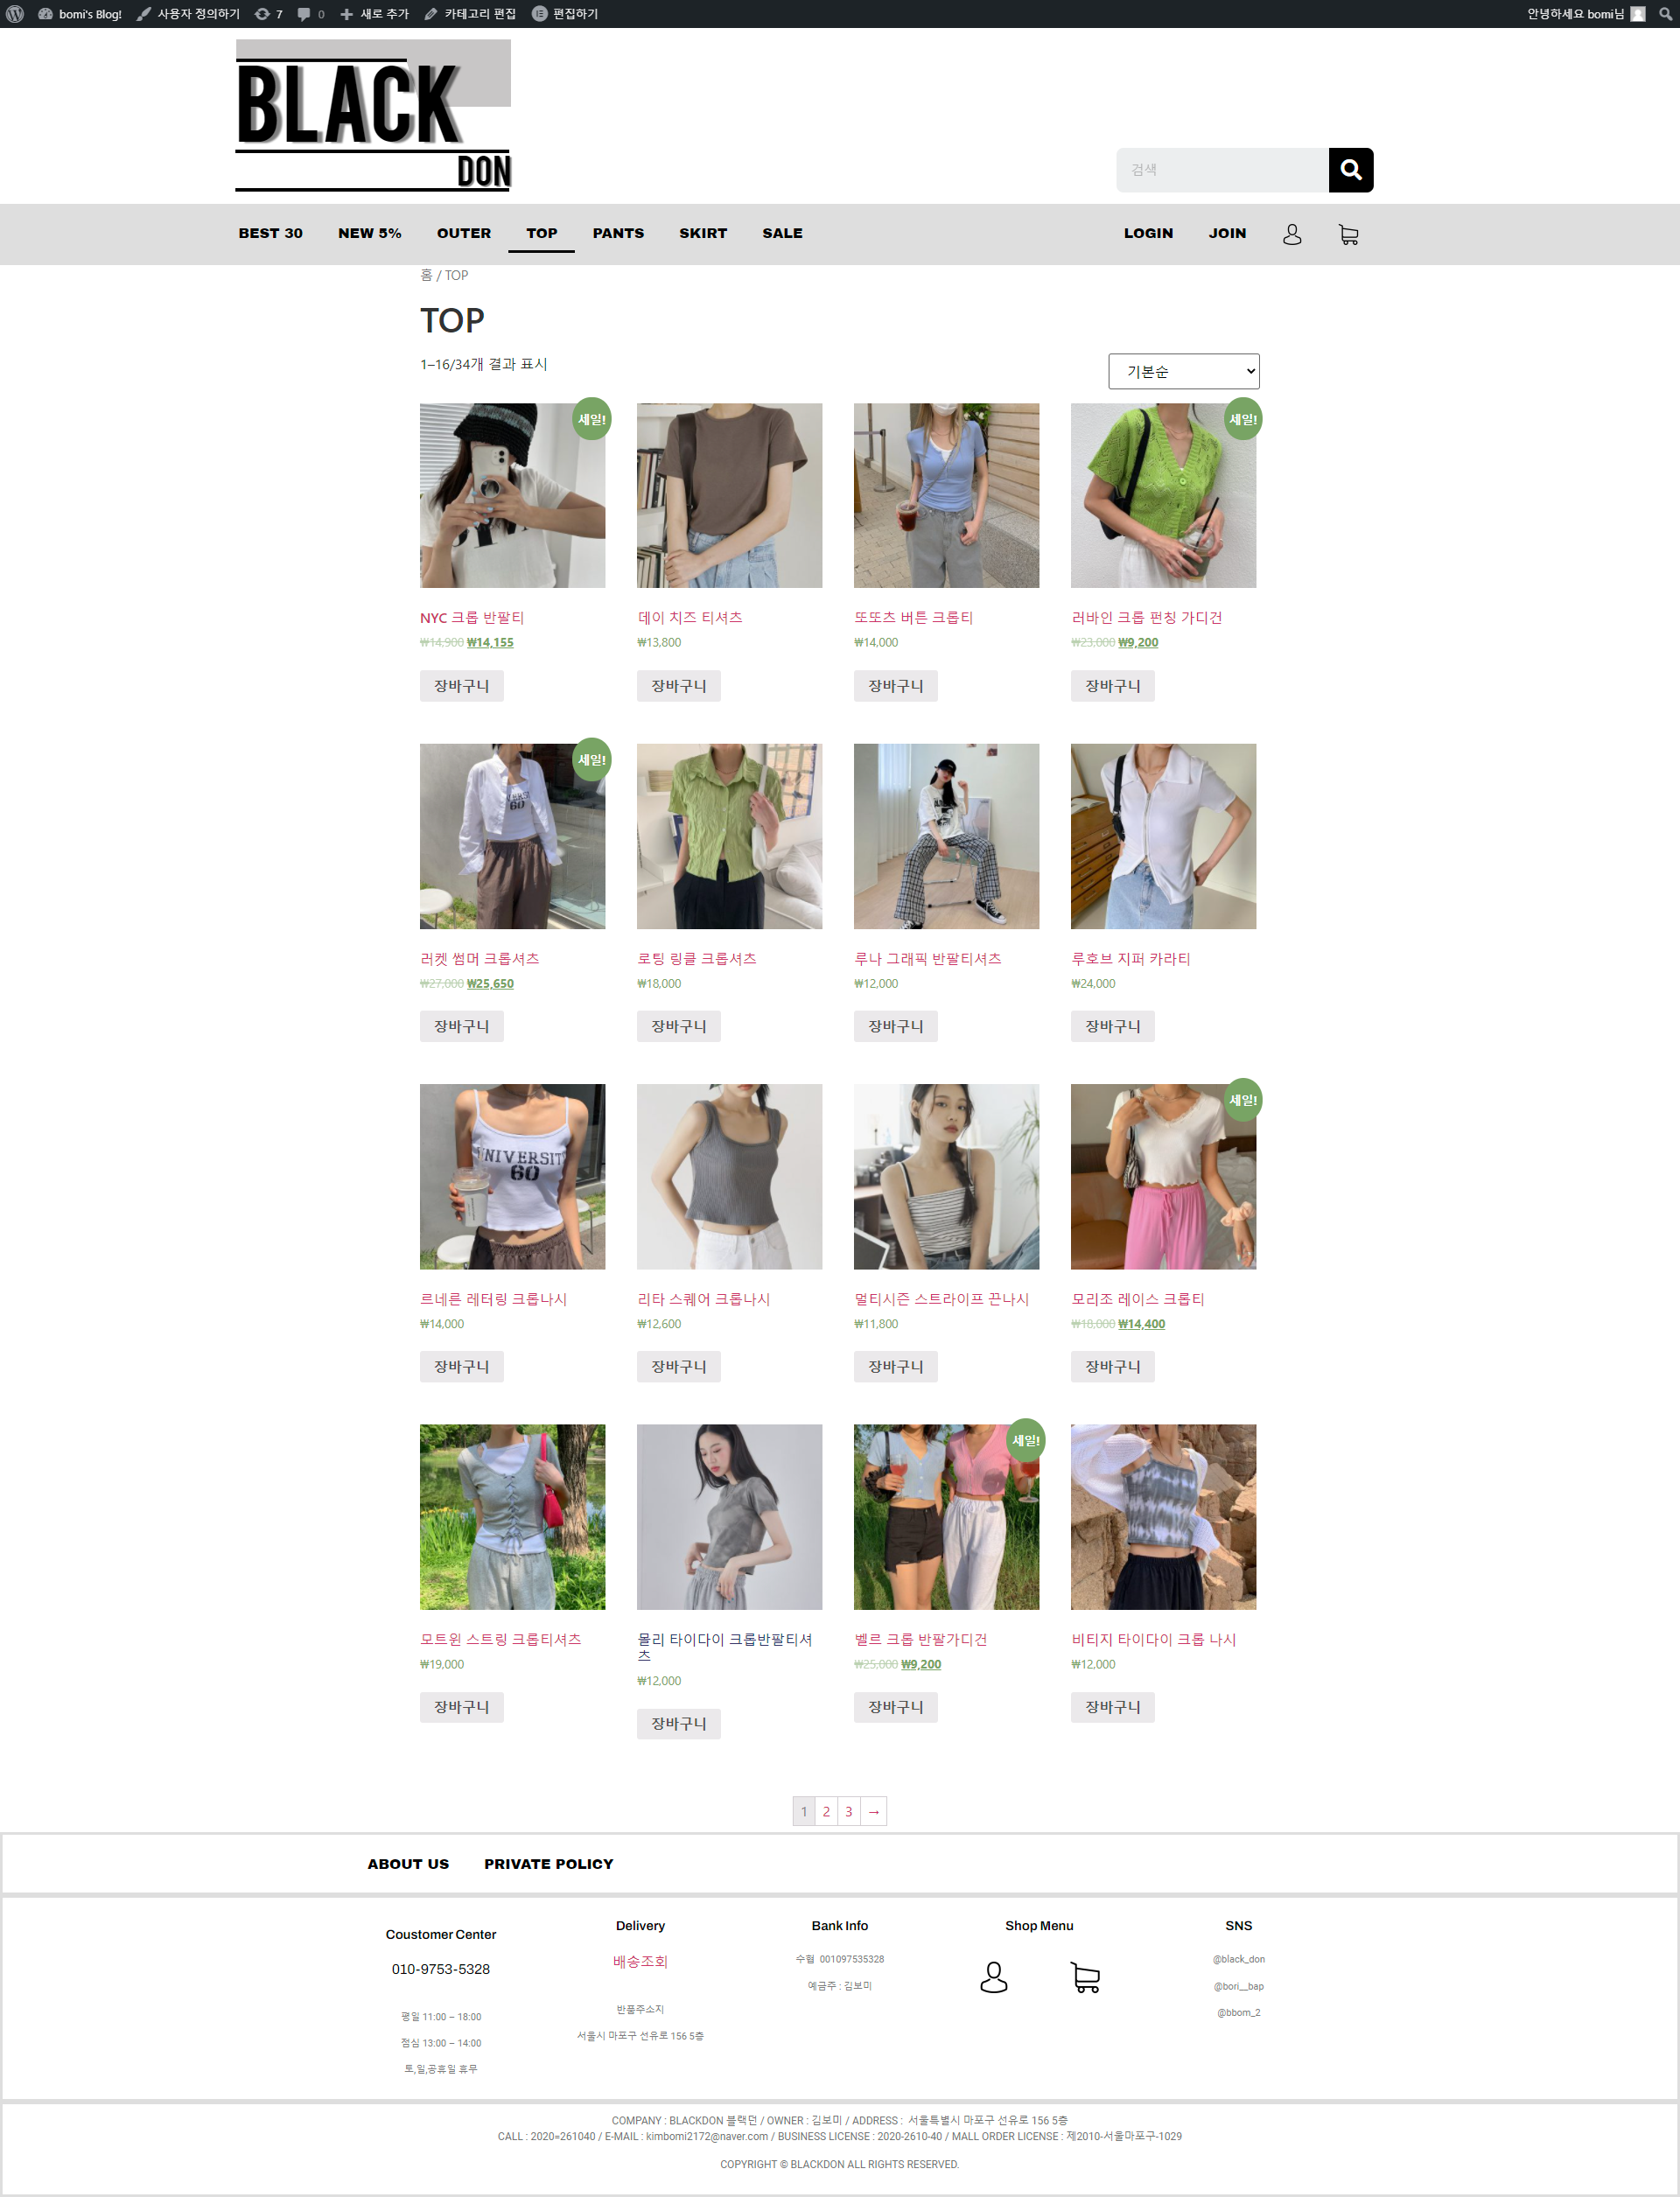 bomi's Blog! 사용자 정의하기 7 0 새로 추가 카테고리 편집 편집하기 안녕하세요 bomi님
BLACK
DON
검색
BEST 30 NEW 5% OUTER TOP PANTS SKIRT SALE LOGIN JOIN
홈 / TOP
TOP
1–16/34개 결과 표시
기본순
세일!
세일!
NYC 크롭 반팔티
₩14,900 ₩14,155
장바구니
데이 치즈 티셔츠
₩13,800
장바구니
또또츠 버튼 크롭티
₩14,000
장바구니
러바인 크롭 펀칭 가디건
₩23,000 ₩9,200
장바구니
세일!
러켓 썸머 크롭셔츠
₩27,000 ₩25,650
장바구니
로팅 링클 크롭셔츠
₩18,000
장바구니
루나 그래픽 반팔티셔츠
₩12,000
장바구니
루호브 지퍼 카라티
₩24,000
장바구니
NIVERSIT
60
세일!
르네른 레터링 크롭나시
₩14,000
장바구니
리타 스퀘어 크롭나시
₩12,600
장바구니
멀티시즌 스트라이프 끈나시
₩11,800
장바구니
모리조 레이스 크롭티
₩18,000 ₩14,400
장바구니
세일!
모트윈 스트링 크롭티셔츠
₩19,000
장바구니
몰리 타이다이 크롭반팔티셔
츠
₩12,000
장바구니
벨르 크롭 반팔가디건
₩25,000 ₩9,200
장바구니
비티지 타이다이 크롭 나시
₩12,000
장바구니
1 2 3 →
ABOUT US PRIVATE POLICY
Coustomer Center
010-9753-5328
평일 11:00 – 18:00
점심 13:00 – 14:00
토,일,공휴일 휴무
Delivery
배송조회
반품주소지
서울시 마포구 선유로 156 5층
Bank Info
수협 001097535328
예금주 : 김보미
Shop Menu
SNS
@black_don
@bori__bap
@bbom_2
COMPANY : BLACKDON 블랙던 / OWNER : 김보미 / ADDRESS : 서울특별시 마포구 선유로 156 5층
CALL : 2020=261040 / E-MAIL : kimbomi2172@naver.com / BUSINESS LICENSE : 2020-2610-40 / MALL ORDER LICENSE : 제2010-서울마포구-1029
COPYRIGHT © BLACKDON ALL RIGHTS RESERVED.